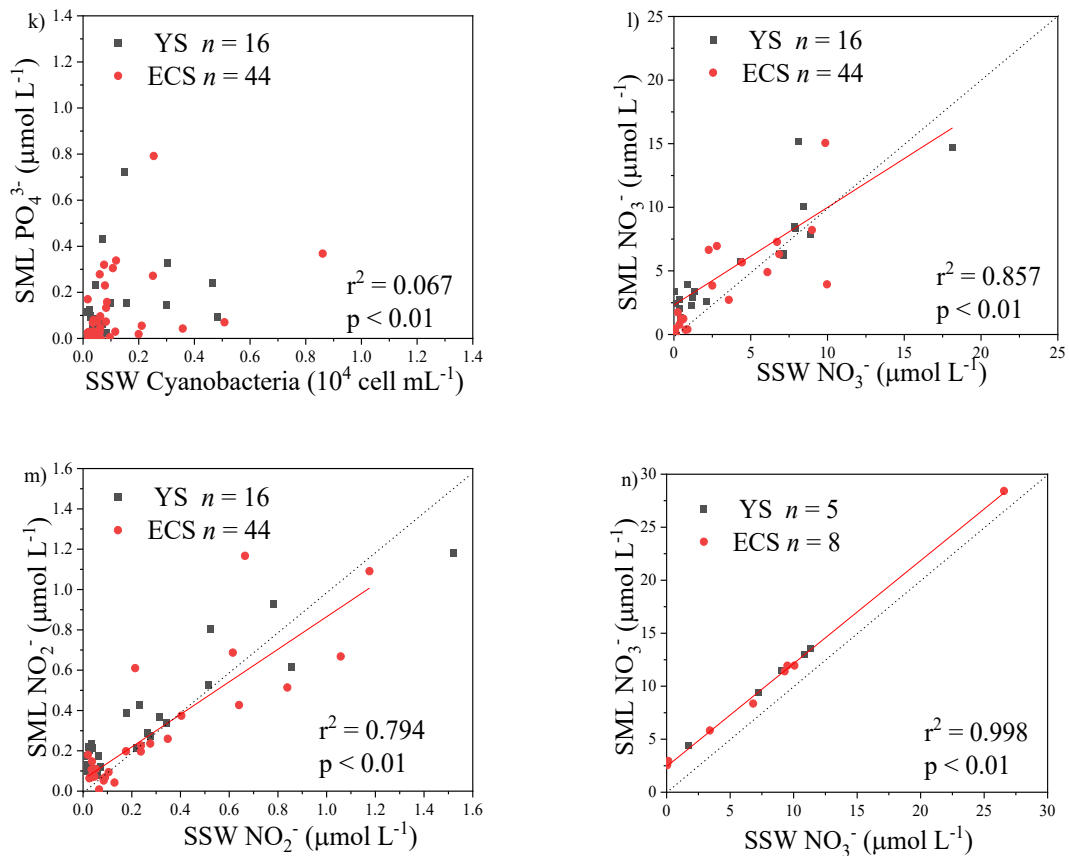 k)
YS n = 16
ECS n = 44
SML PO₄³⁻ (μmol L⁻¹)
1.4
1.2
1.0
0.8
0.6
0.4
0.2
0.0
r² = 0.067
p < 0.01
0.0 0.2 0.4 0.6 0.8 1.0 1.2 1.4
SSW Cyanobacteria (10⁴ cell mL⁻¹)
l)
YS n = 16
ECS n = 44
SML NO₃⁻ (μmol L⁻¹)
25
20
15
10
5
0
r² = 0.857
p < 0.01
0 5 10 15 20 25
SSW NO₃⁻ (μmol L⁻¹)
m)
YS n = 16
ECS n = 44
SML NO₂⁻ (μmol L⁻¹)
1.6
1.4
1.2
1.0
0.8
0.6
0.4
0.2
0.0
r² = 0.794
p < 0.01
0.0 0.2 0.4 0.6 0.8 1.0 1.2 1.4 1.6
SSW NO₂⁻ (μmol L⁻¹)
n)
YS n = 5
ECS n = 8
SML NO₃⁻ (μmol L⁻¹)
30
25
20
15
10
5
0
r² = 0.998
p < 0.01
0 5 10 15 20 25 30
SSW NO₃⁻ (μmol L⁻¹)